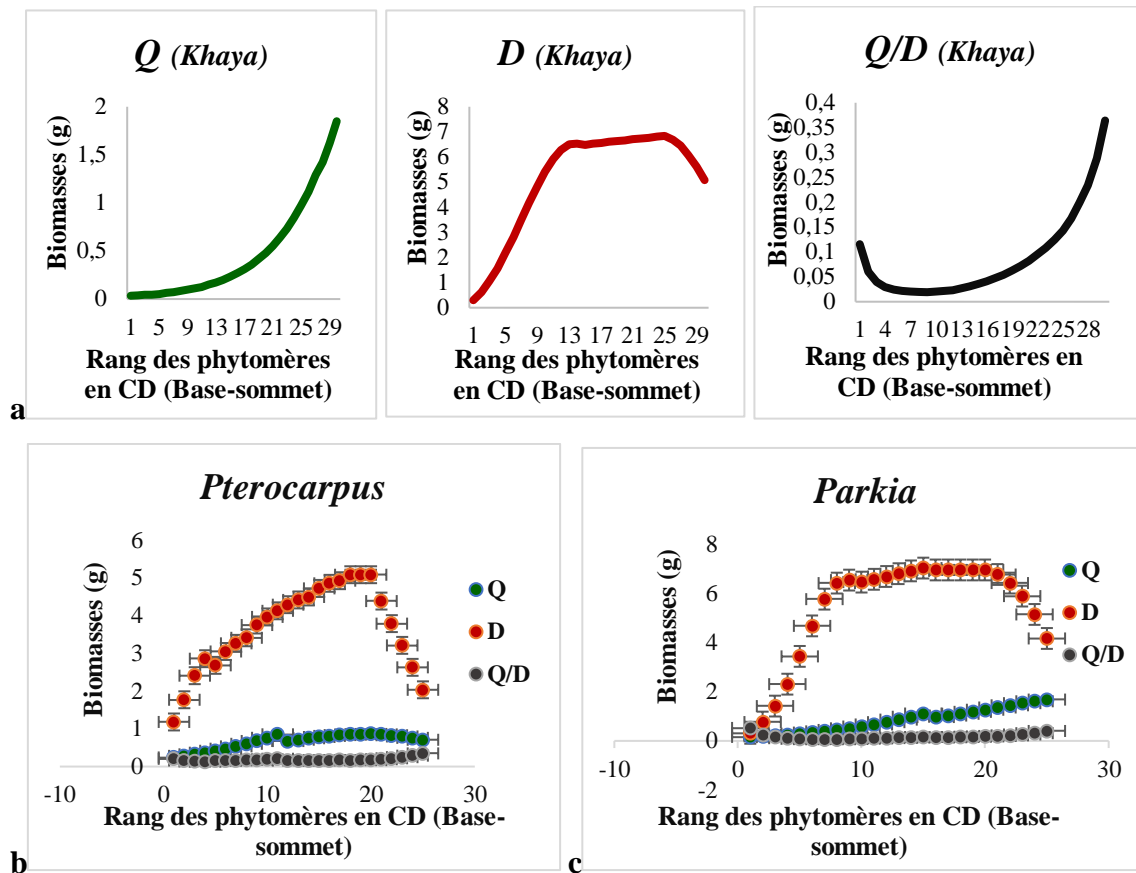 Q (Khaya)
Biomasses (g)
2
1,5
1
0,5
0
1 5 9 13 17 21 25 29
Rang des phytomères
en CD (Base-sommet)
D (Khaya)
Biomasses (g)
8
7
6
5
4
3
2
1
0
1 5 9 13 17 21 25 29
Rang des phytomères
en CD (Base-sommet)
Q/D (Khaya)
Biomasses (g)
0,4
0,35
0,3
0,25
0,2
0,15
0,1
0,05
0
1 4 7 10 13 16 19 22 25 28
Rang des phytomères en
CD (Base-sommet)
a
Pterocarpus
Biomasses (g)
6
5
4
3
2
1
0
-10 0 10 20 30
Q
D
Q/D
Rang des phytomères en CD (Base-
sommet)
b
Parkia
Biomasses (g)
8
6
4
2
0
-2
-10 0 10 20 30
Q
D
Q/D
Rang des phytomères en CD (Base-
sommet)
c